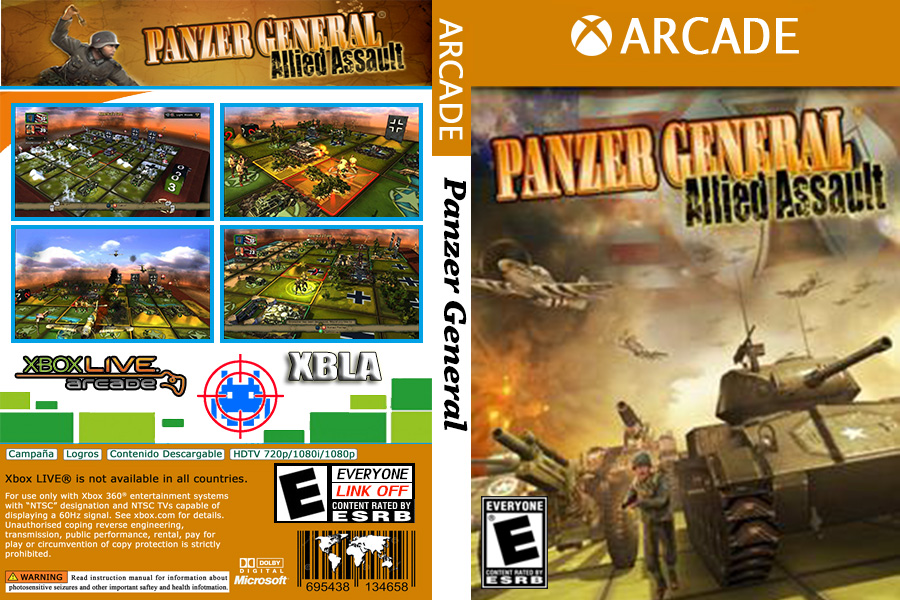 PANZER GENERAL®
Allied Assault
XBOX LIVE
arcade
XBLA
Campaña
Logros
Contenido Descargable
HDTV 720p/1080i/1080p
Xbox LIVE® is not available in all countries.
For use only with Xbox 360® entertainment systems
with "NTSC" designation and NTSC TVs capable of
displaying a 60Hz signal. See xbox.com for details.
Unauthorised coping reverse engineering,
transmission, public performance, rental, pay for
play or circumvention of copy protection is strictly
prohibited.
WARNING Read instruction manual for information about
photosensitive seizures and other important saftey and health infotmation.
E
EVERYONE
LINK OFF
CONTENT RATED BY
ESRB
DOLBY
DIGITAL
Microsoft®
695438 134658
ARCADE
Panzer General
ARCADE
PANZER GENERAL®
Allied Assault
EVERYONE
E
CONTENT RATED BY
ESRB